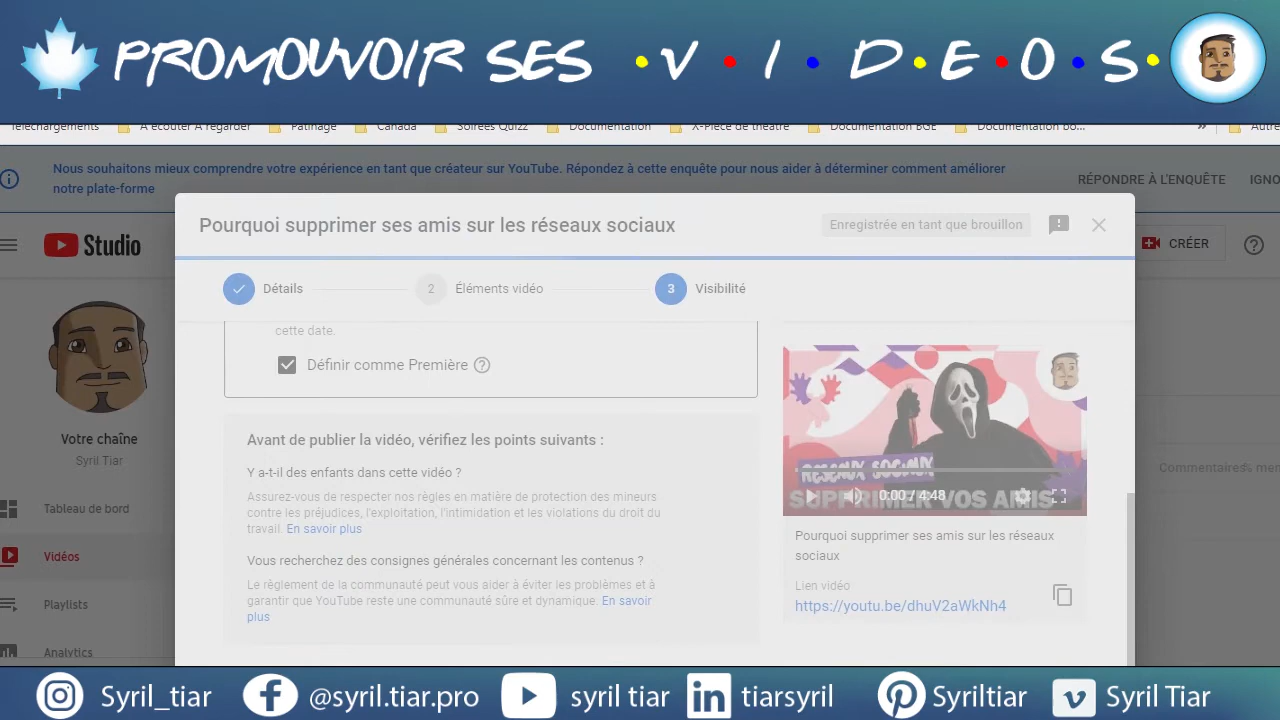 PROMOUVOIR SES VIDEOS
Téléchargements A écouter A regarder Patinage Canada Soirées Quizz Documentation X-Pièce de théâtre Documentation BGE Documentation bo... » Autre
Nous souhaitons mieux comprendre votre expérience en tant que créateur sur YouTube. Répondez à cette enquête pour nous aider à déterminer comment améliorer
notre plate-forme
RÉPONDRE À L'ENQUÊTE IGNO
Studio
CRÉER
Pourquoi supprimer ses amis sur les réseaux sociaux
Enregistrée en tant que brouillon
Détails
2 Éléments vidéo
3 Visibilité
Votre chaîne
Syril Tiar
Tableau de bord
Vidéos
Playlists
Analytics
cette date.
Définir comme Première
Avant de publier la vidéo, vérifiez les points suivants :
Y a-t-il des enfants dans cette vidéo ?
Assurez-vous de respecter nos règles en matière de protection des mineurs
contre les préjudices, l'exploitation, l'intimidation et les violations du droit du
travail. En savoir plus
Vous recherchez des consignes générales concernant les contenus ?
Le règlement de la communauté peut vous aider à éviter les problèmes et à
garantir que YouTube reste une communauté sûre et dynamique. En savoir
plus
RESEAUX SOCIAUX
SUPPRIMER VOS AMIS
0:00 / 4:48
Pourquoi supprimer ses amis sur les réseaux
sociaux
Lien vidéo
https://youtu.be/dhuV2aWkNh4
Commentaires
Syril_tiar
@syril.tiar.pro
syril tiar
tiarsyril
Syriltiar
Syril Tiar